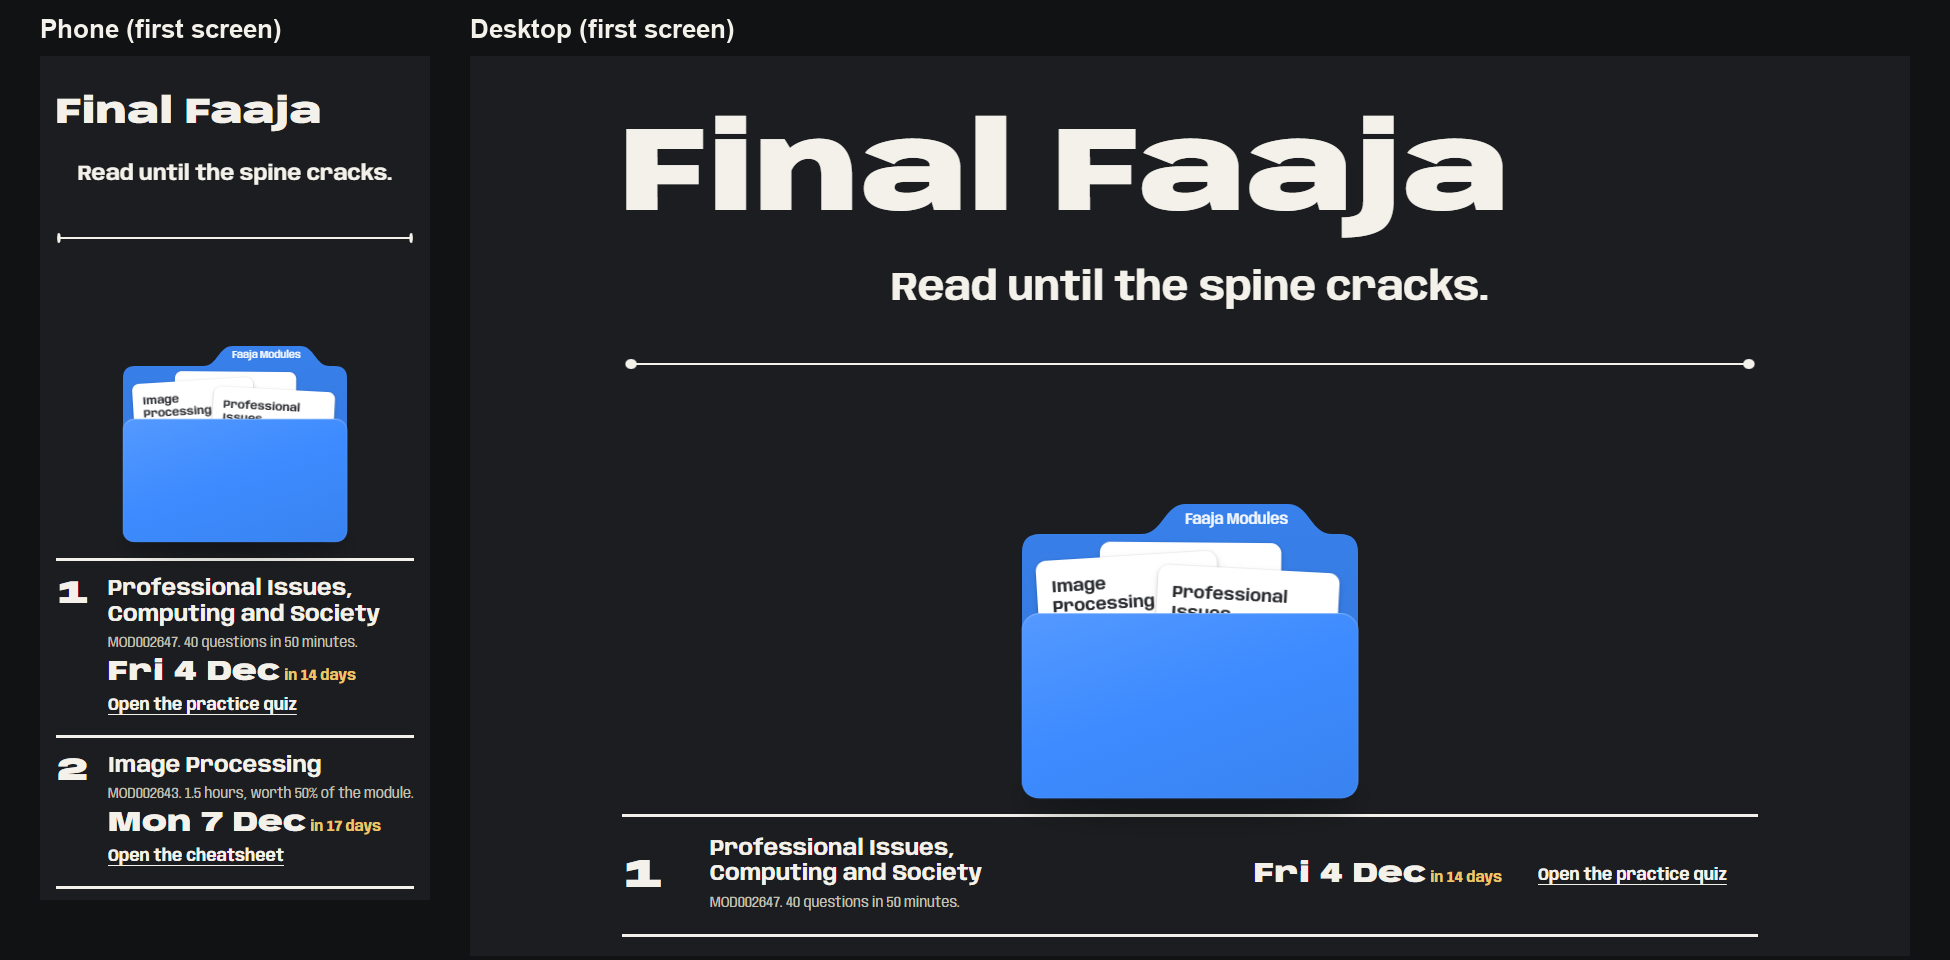 Phone (first screen)
Final Faaja
Read until the spine cracks.
Faaja Modules
Image
Processing
Professional
Issues
1
Professional Issues,
Computing and Society
MOD002647. 40 questions in 50 minutes.
Fri 4 Dec in 14 days
Open the practice quiz
2
Image Processing
MOD002643. 1.5 hours, worth 50% of the module.
Mon 7 Dec in 17 days
Open the cheatsheet
Desktop (first screen)
Final Faaja
Read until the spine cracks.
Faaja Modules
Image
Processing
Professional
Issues
1
Professional Issues,
Computing and Society
MOD002647. 40 questions in 50 minutes.
Fri 4 Dec in 14 days
Open the practice quiz